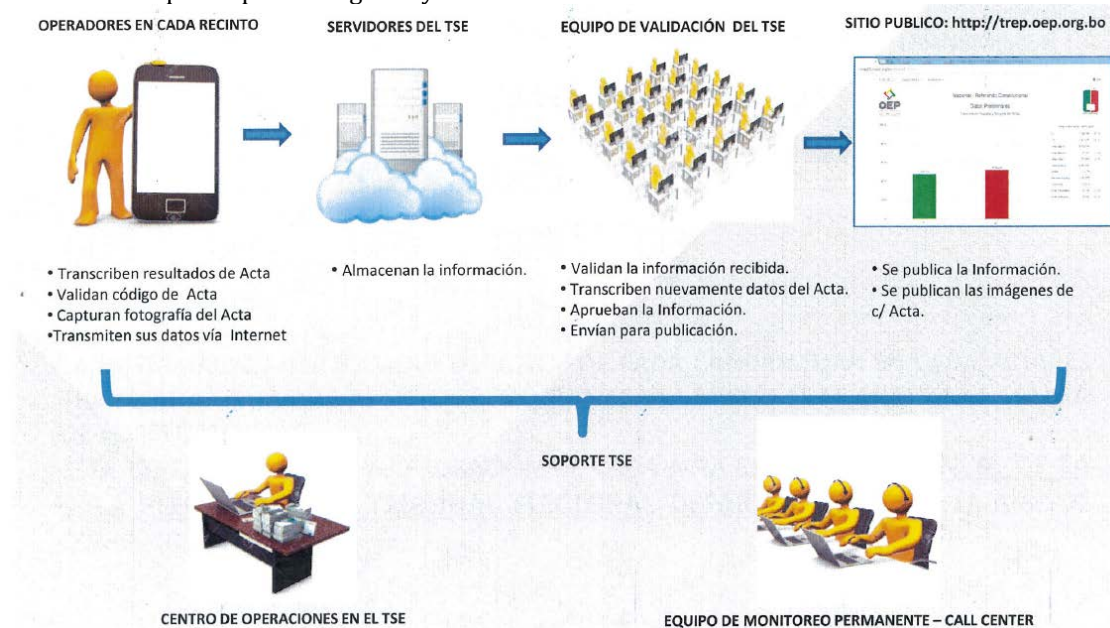 OPERADORES EN CADA RECINTO
SERVIDORES DEL TSE
EQUIPO DE VALIDACIÓN DEL TSE
SITIO PUBLICO: http://trep.oep.org.bo
OEP
• Transcriben resultados de Acta
• Validan código de Acta
• Capturan fotografía del Acta
•Transmiten sus datos vía Internet
• Almacenan la información.
• Validan la información recibida.
• Transcriben nuevamente datos del Acta.
• Aprueban la Información.
• Envían para publicación.
• Se publica la Información.
• Se publican las imágenes de
c/ Acta.
SOPORTE TSE
CENTRO DE OPERACIONES EN EL TSE
EQUIPO DE MONITOREO PERMANENTE – CALL CENTER